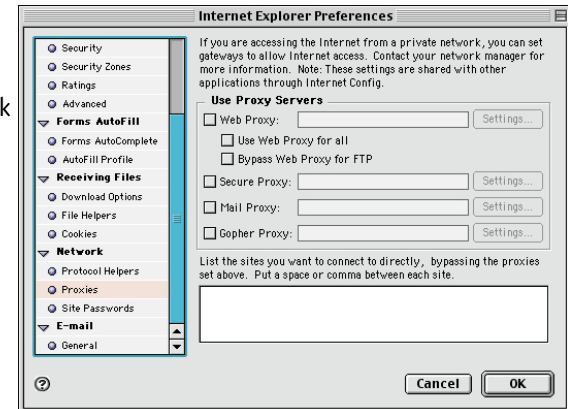 Internet Explorer Preferences
k
Security
Security Zones
Ratings
Advanced
Forms AutoFill
Forms AutoComplete
AutoFill Profile
Receiving Files
Download Options
File Helpers
Cookies
Network
Protocol Helpers
Proxies
Site Passwords
E-mail
General
If you are accessing the Internet from a private network, you can set
gateways to allow Internet access. Contact your network manager for
more information. Note: These settings are shared with other
applications through Internet Config.
Use Proxy Servers
Web Proxy: Settings...
Use Web Proxy for all
Bypass Web Proxy for FTP
Secure Proxy: Settings...
Mail Proxy: Settings...
Gopher Proxy: Settings...
List the sites you want to connect to directly, bypassing the proxies
set above. Put a space or comma between each site.
?
Cancel OK